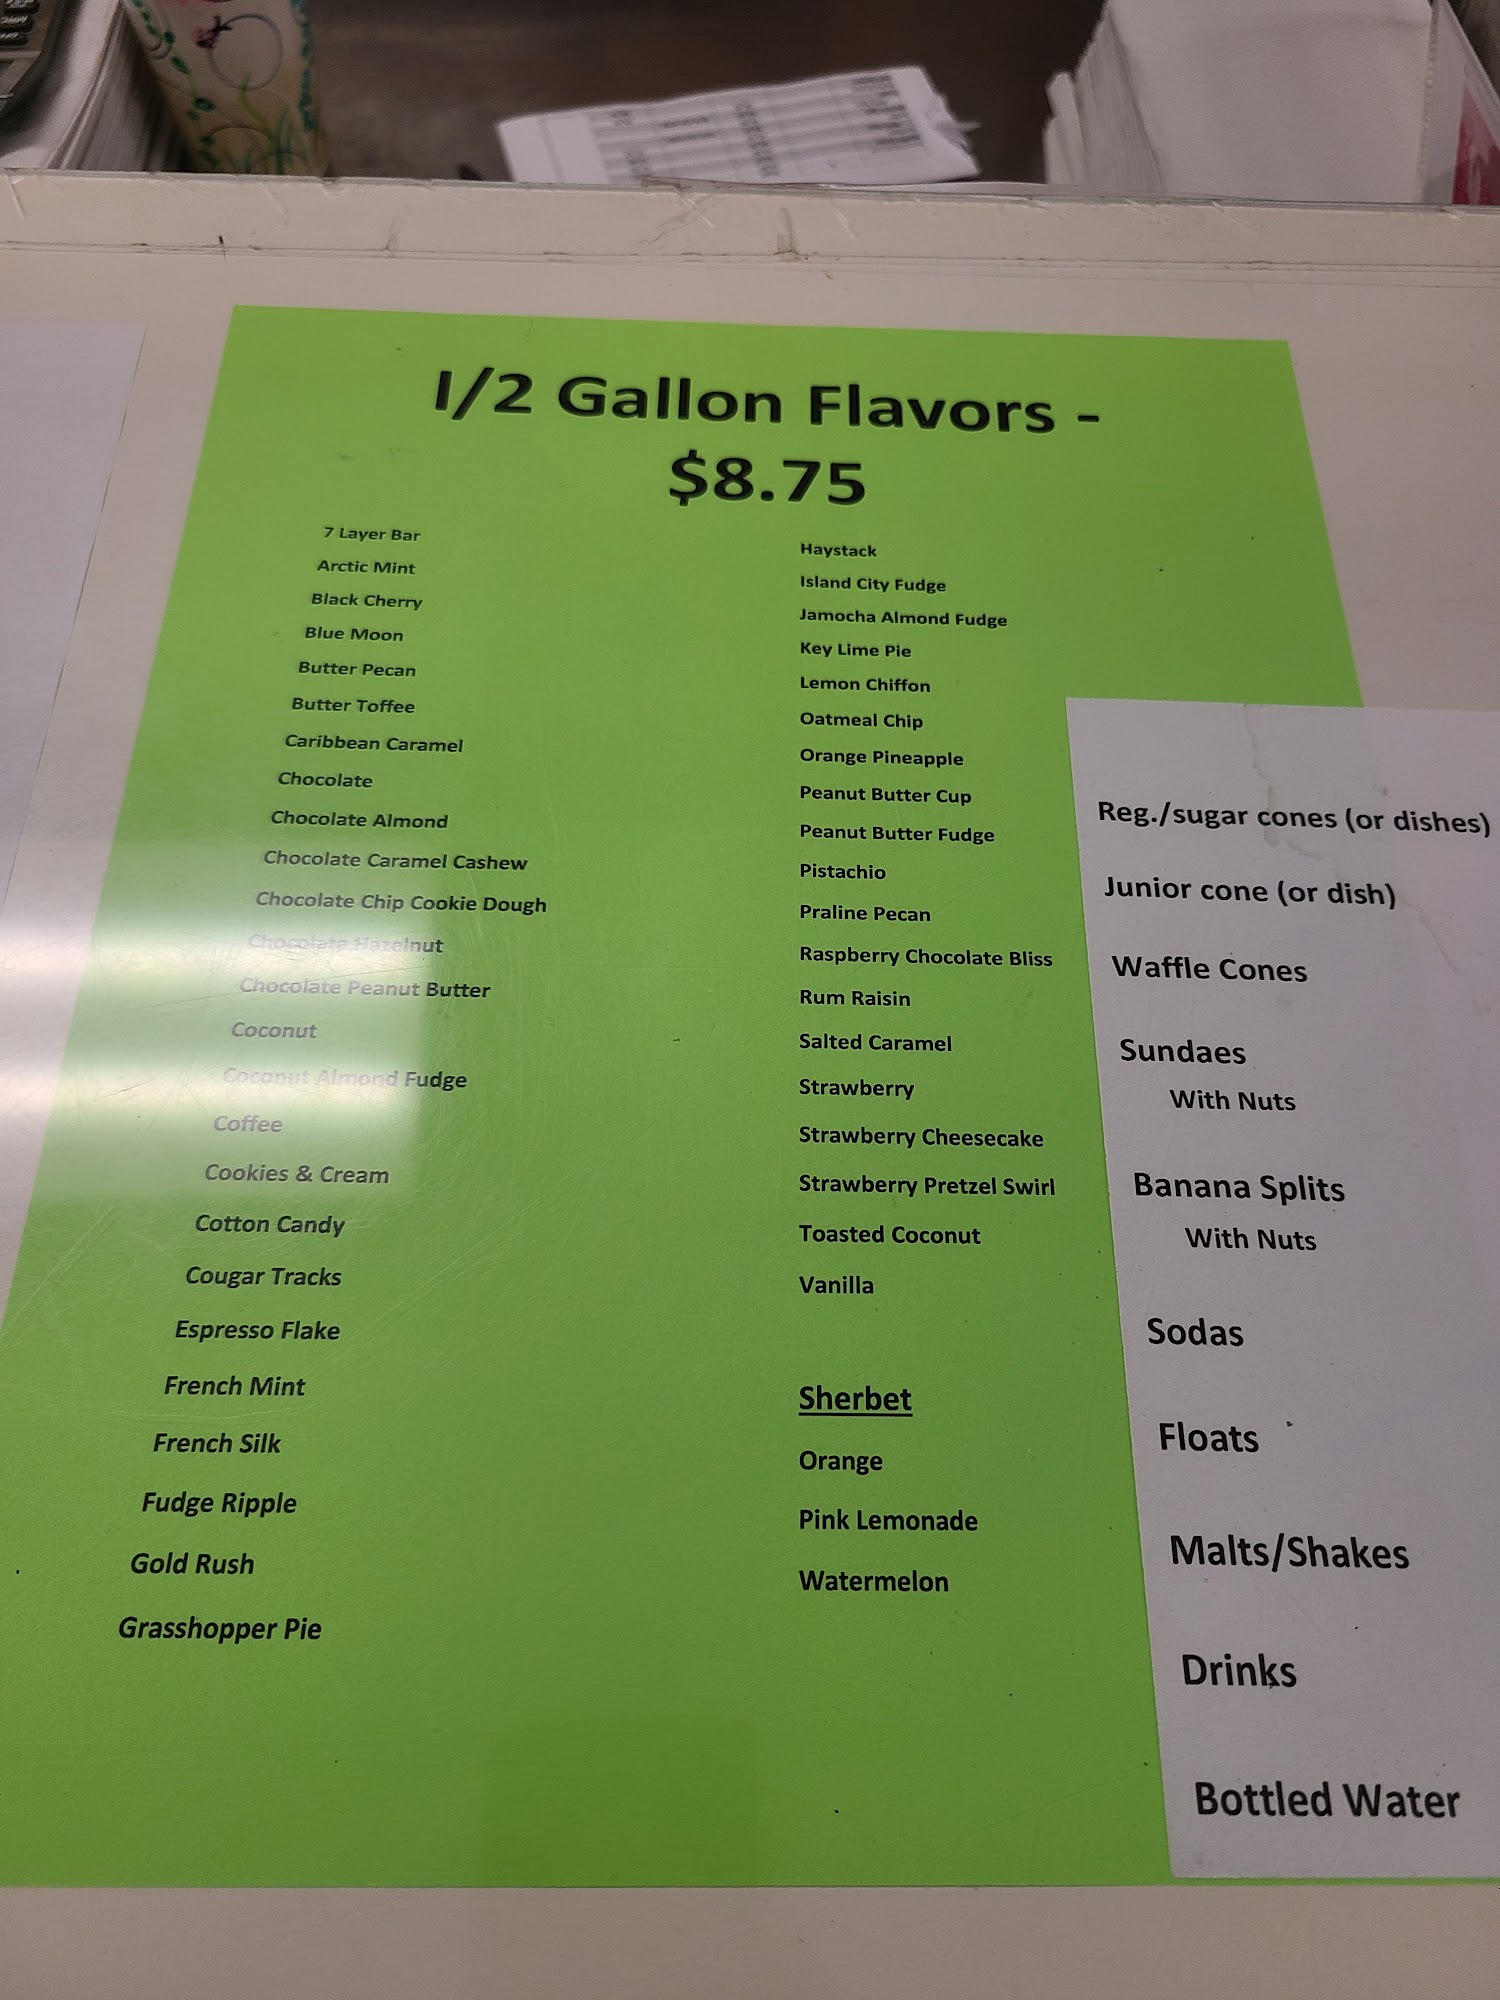 1/2 Gallon Flavors -
$8.75
7 Layer Bar
Arctic Mint
Black Cherry
Blue Moon
Butter Pecan
Butter Toffee
Caribbean Caramel
Chocolate
Chocolate Almond
Chocolate Caramel Cashew
Chocolate Chip Cookie Dough
Chocolate Hazelnut
Chocolate Peanut Butter
Coconut
Coconut Almond Fudge
Coffee
Cookies & Cream
Cotton Candy
Cougar Tracks
Espresso Flake
French Mint
French Silk
Fudge Ripple
Gold Rush
Grasshopper Pie
Haystack
Island City Fudge
Jamocha Almond Fudge
Key Lime Pie
Lemon Chiffon
Oatmeal Chip
Orange Pineapple
Peanut Butter Cup
Peanut Butter Fudge
Pistachio
Praline Pecan
Raspberry Chocolate Bliss
Rum Raisin
Salted Caramel
Strawberry
Strawberry Cheesecake
Strawberry Pretzel Swirl
Toasted Coconut
Vanilla
Sherbet
Orange
Pink Lemonade
Watermelon
Reg./sugar cones (or dishes)
Junior cone (or dish)
Waffle Cones
Sundaes
With Nuts
Banana Splits
With Nuts
Sodas
Floats
Malts/Shakes
Drinks
Bottled Water